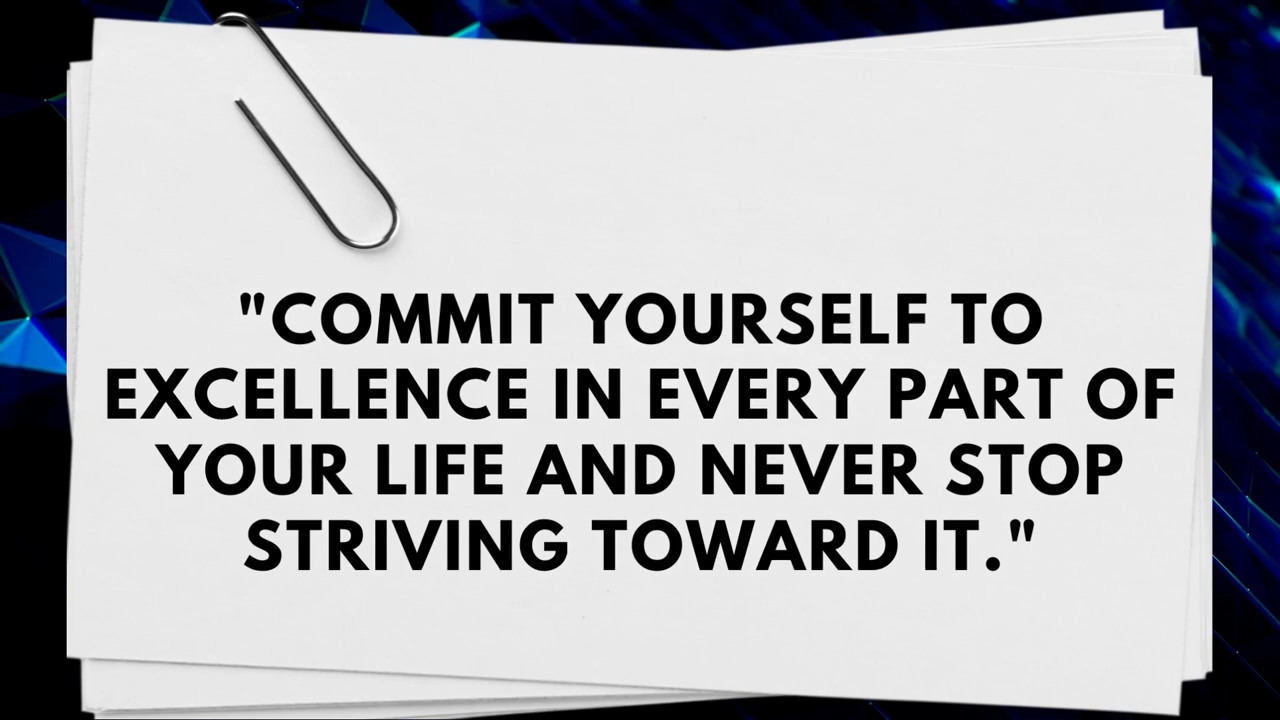 "COMMIT YOURSELF TO
EXCELLENCE IN EVERY PART OF
YOUR LIFE AND NEVER STOP
STRIVING TOWARD IT."